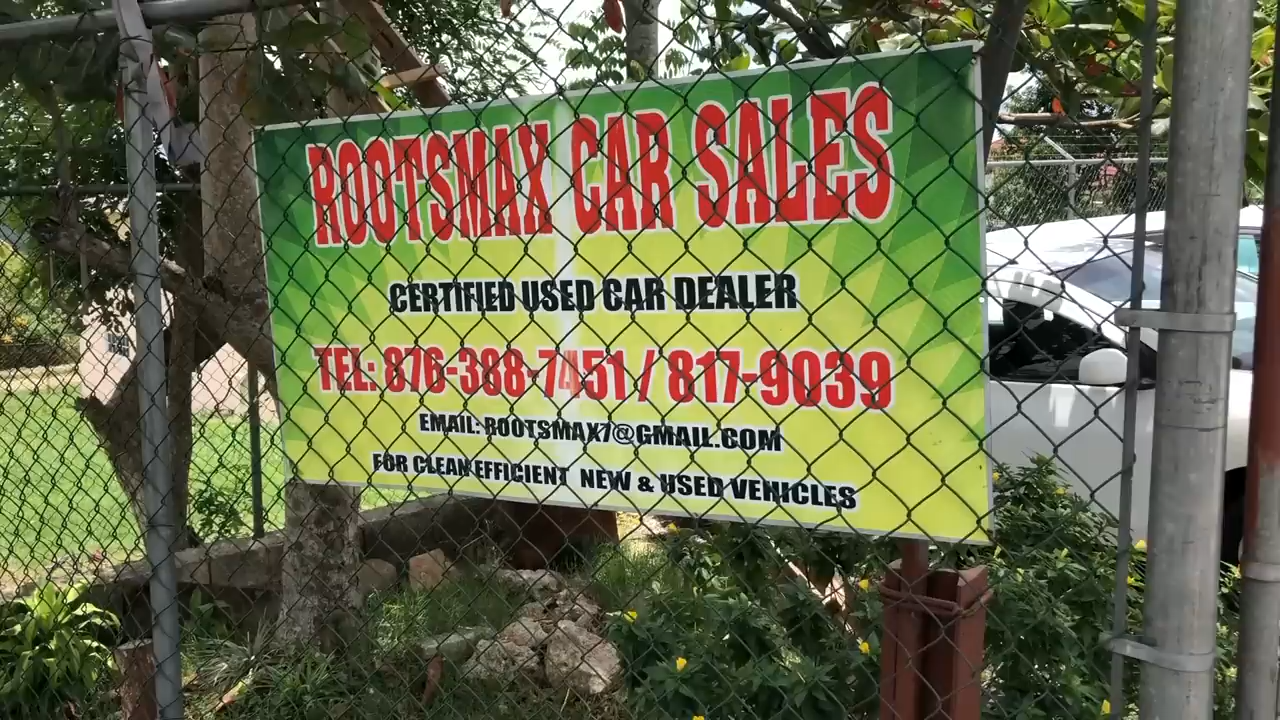 ROOTSMAX CAR SALES
CERTIFIED USED CAR DEALER
TEL: 876-388-7451 / 817-9039
EMAIL: ROOTSMAX7@GMAIL.COM
FOR CLEAN EFFICIENT NEW & USED VEHICLES